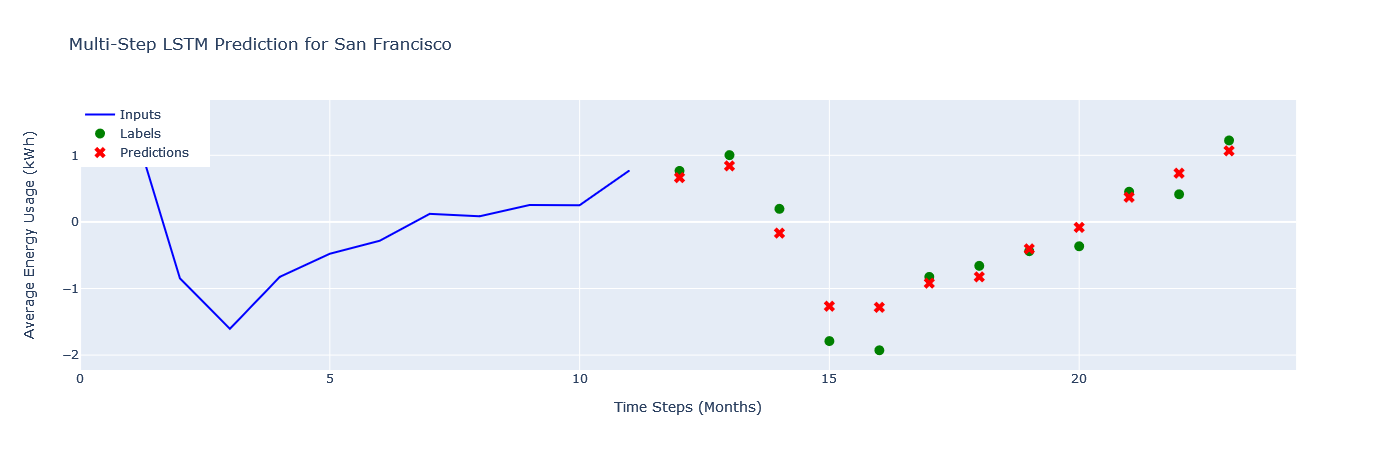 Multi-Step LSTM Prediction for San Francisco
Inputs
Labels
Predictions
Average Energy Usage (kWh)
1
0
−1
−2
0
5
10
15
20
Time Steps (Months)